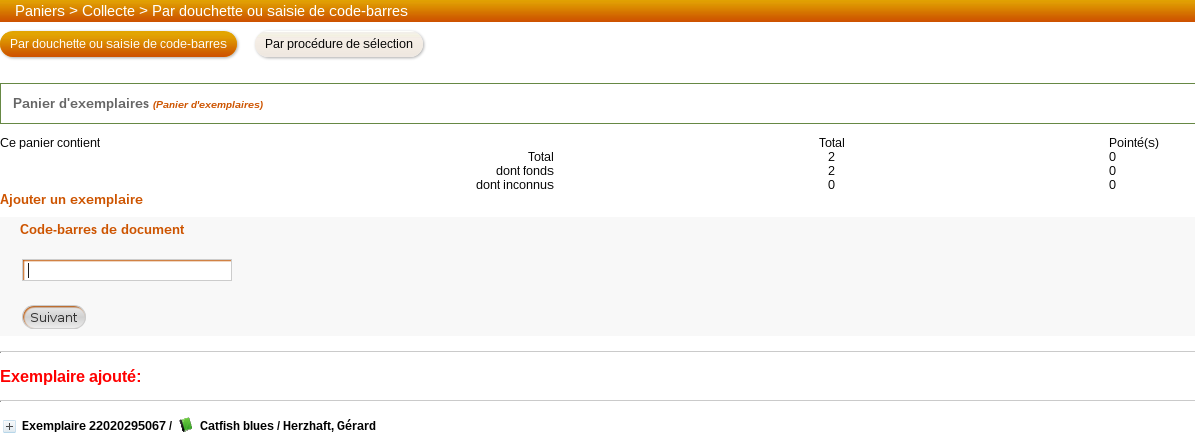 Paniers > Collecte > Par douchette ou saisie de code-barres
Par douchette ou saisie de code-barres Par procédure de sélection
Panier d'exemplaires (Panier d'exemplaires)
Ce panier contient Total Pointé(s)
Total 2 0
dont fonds 2 0
dont inconnus 0 0
Ajouter un exemplaire
Code-barres de document
Suivant
Exemplaire ajouté:
Exemplaire 22020295067 / Catfish blues / Herzhaft, Gérard